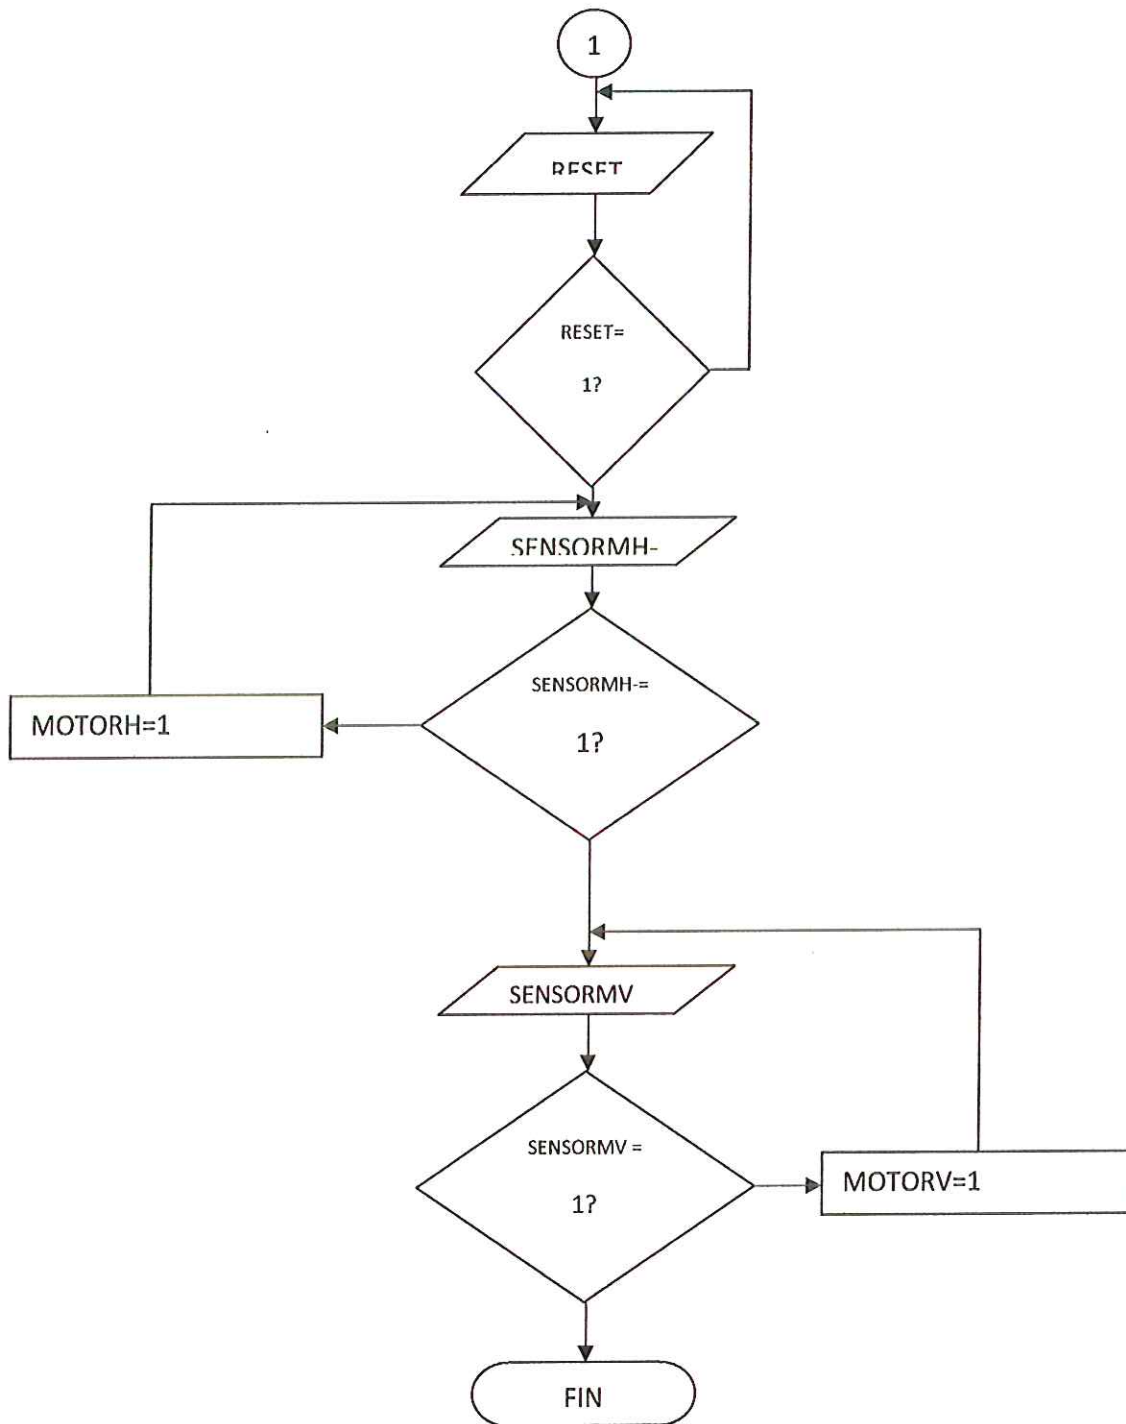 1
RESET
RESET=
1?
SENSORMH-
SENSORMH-=
1?
MOTORH=1
SENSORMV
SENSORMV =
1?
MOTORV=1
FIN